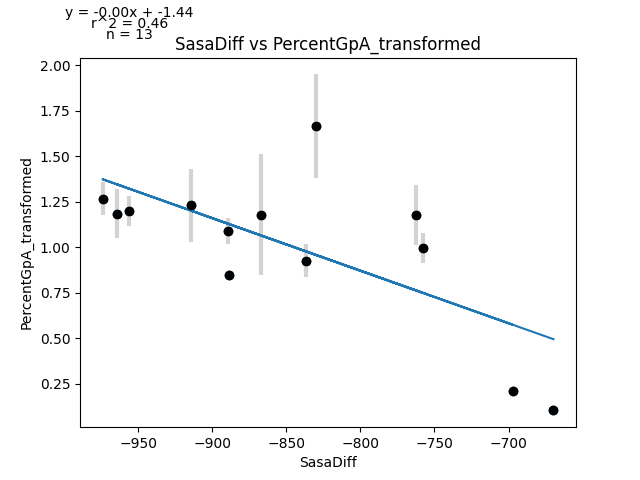 y = -0.00x + -1.44
r^2 = 0.46
n = 13
SasaDiff vs PercentGpA_transformed
2.00
1.75
1.50
1.25
1.00
0.75
0.50
0.25
PercentGpA_transformed
−950 −900 −850 −800 −750 −700
SasaDiff